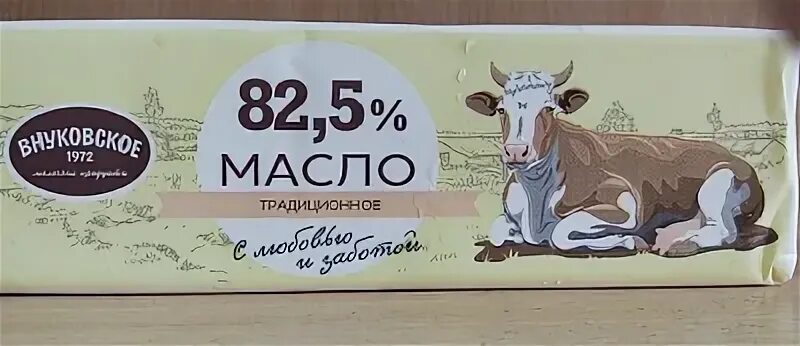 ВНУКОВСКОЕ
1972
82,5%
МАСЛО
ТРАДИЦИОННОЕ
С любовью
и заботой